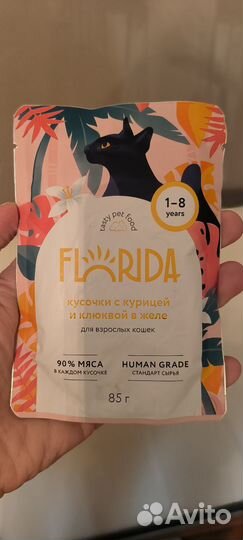 tasty pet food
1–8
years
FLORIDA
кусочки с курицей
и клюквой в желе
для взрослых кошек
90% МЯСА
В КАЖДОМ КУСОЧКЕ
HUMAN GRADE
СТАНДАРТ СЫРЬЯ
85 г
Avito